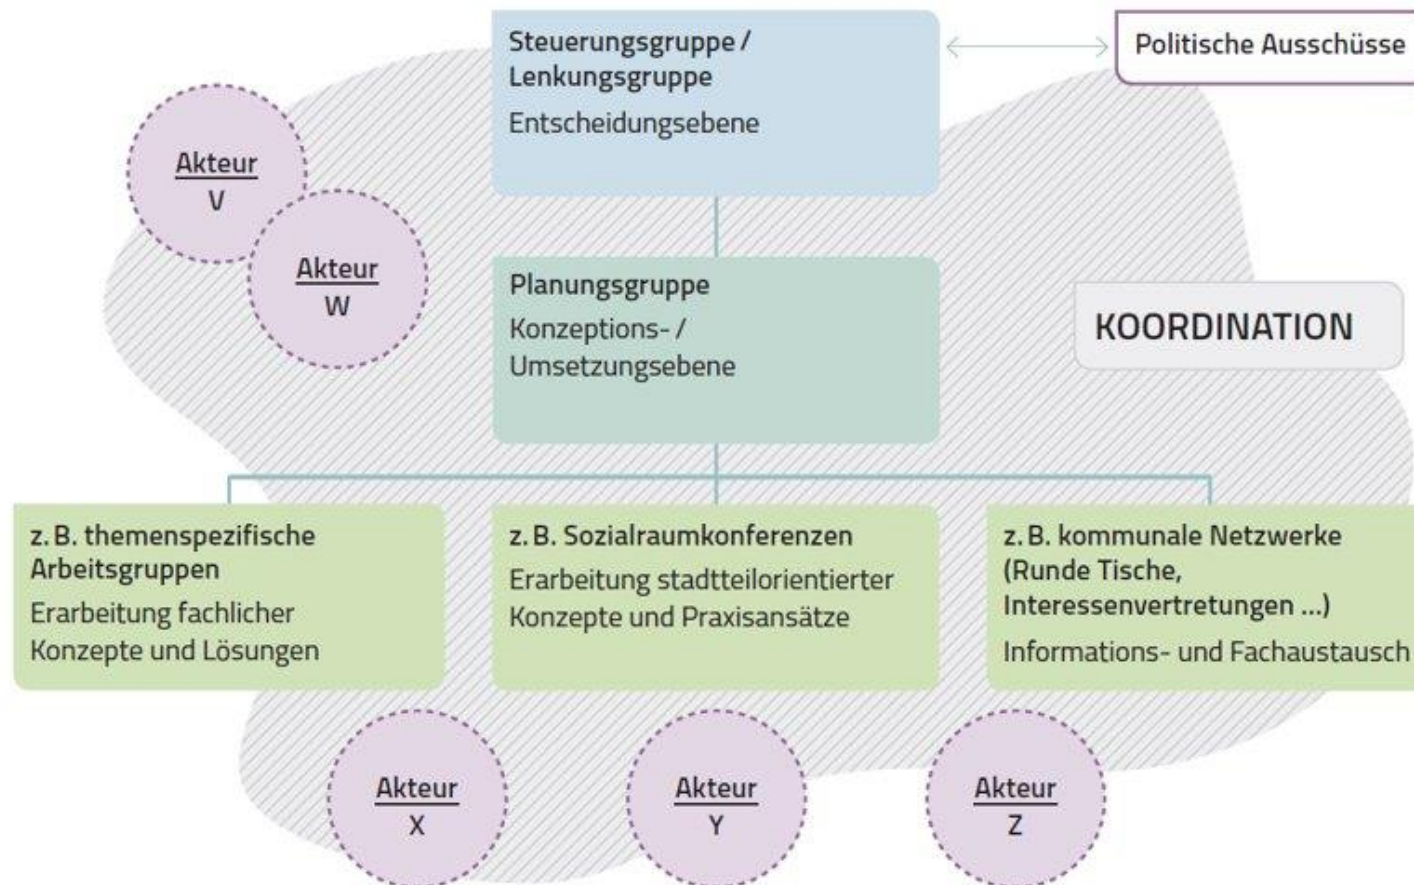 Steuerungsgruppe /
Lenkungsgruppe
Entscheidungsebene
Politische Ausschüsse
Akteur
V
Akteur
W
Planungsgruppe
Konzeptions- /
Umsetzungsebene
KOORDINATION
z. B. themenspezifische
Arbeitsgruppen
Erarbeitung fachlicher
Konzepte und Lösungen
z. B. Sozialraumkonferenzen
Erarbeitung stadtteilorientierter
Konzepte und Praxisansätze
z. B. kommunale Netzwerke
(Runde Tische,
Interessenvertretungen ...)
Informations- und Fachaustausch
Akteur
X
Akteur
Y
Akteur
Z